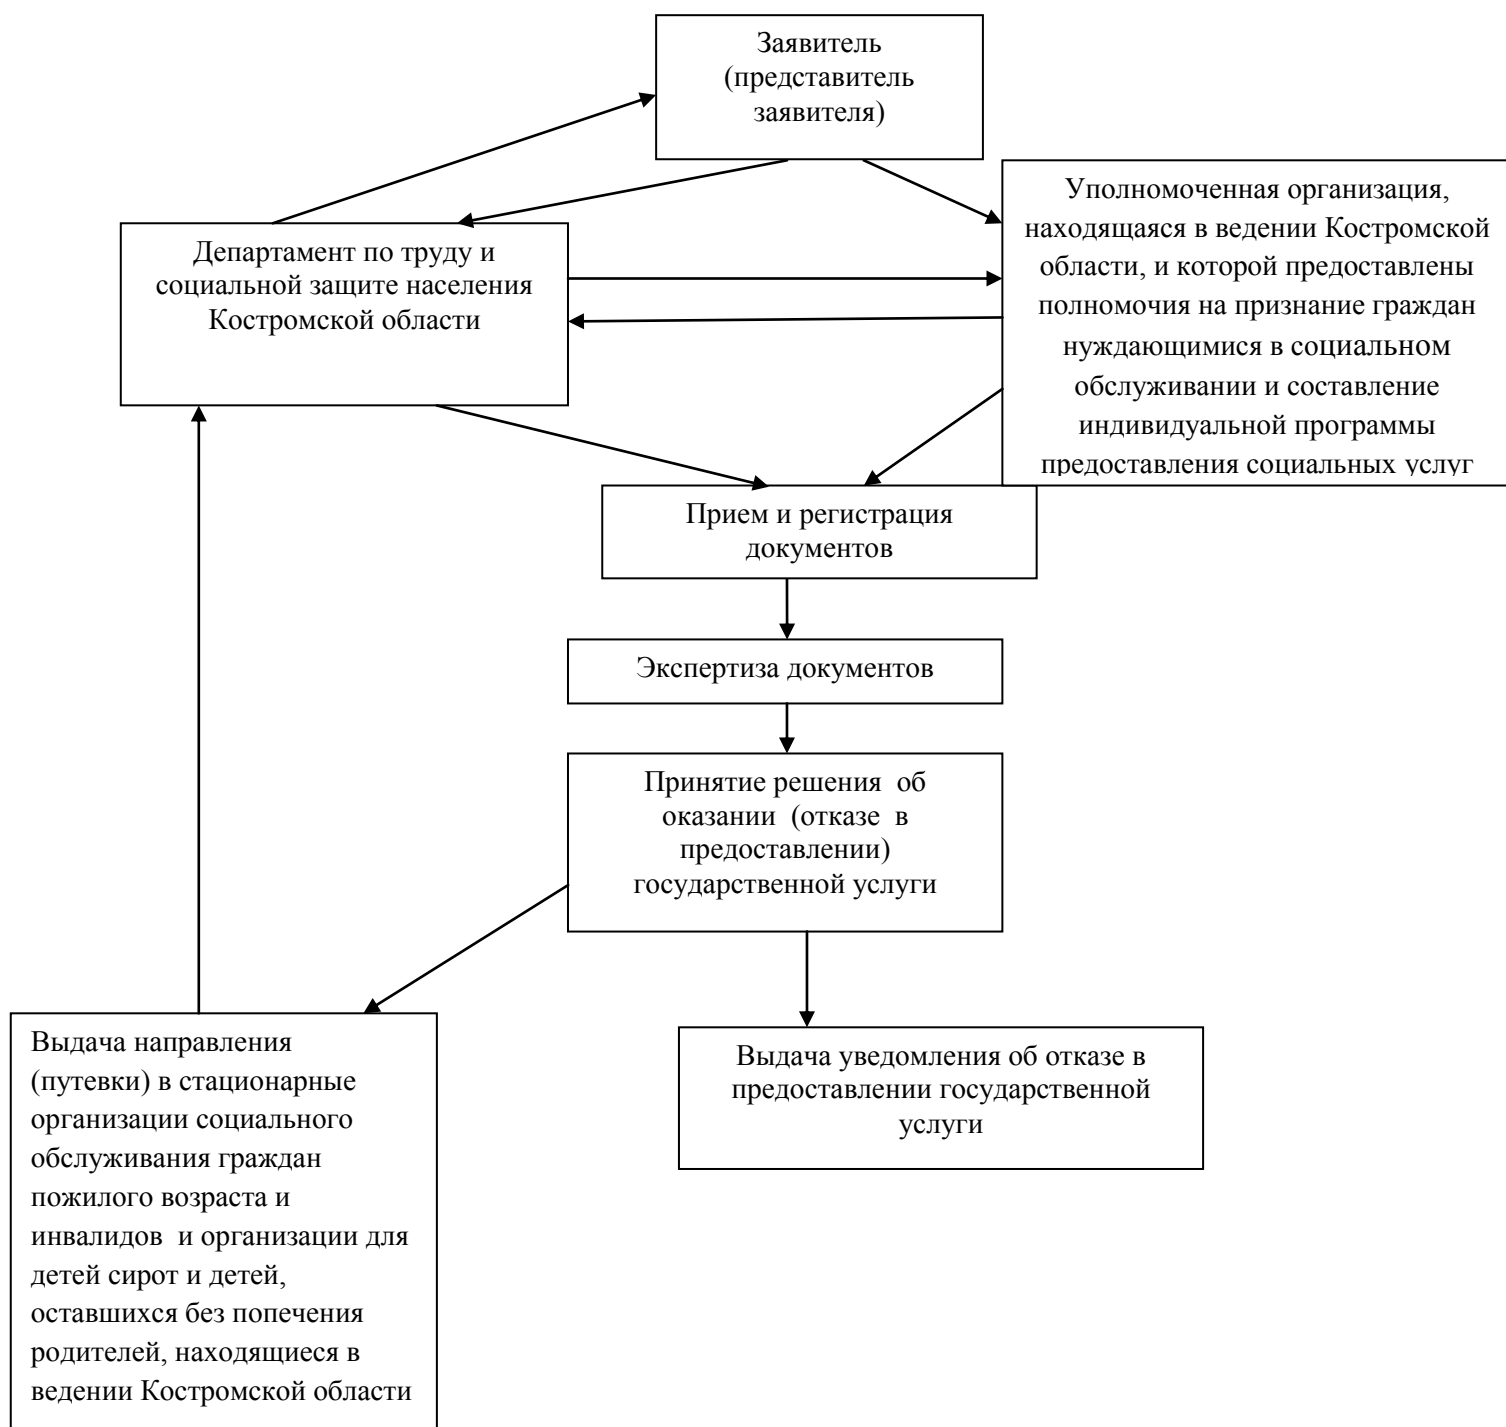 Заявитель
(представитель
заявителя)
Уполномоченная организация,
находящаяся в ведении Костромской
области, и которой предоставлены
полномочия на признание граждан
нуждающимися в социальном
обслуживании и составление
индивидуальной программы
предоставления социальных услуг
Департамент по труду и
социальной защите населения
Костромской области
Прием и регистрация
документов
Экспертиза документов
Принятие решения об
оказании (отказе в
предоставлении)
государственной услуги
Выдача направления
(путевки) в стационарные
организации социального
обслуживания граждан
пожилого возраста и
инвалидов и организации для
детей сирот и детей,
оставшихся без попечения
родителей, находящиеся в
ведении Костромской области
Выдача уведомления об отказе в
предоставлении государственной
услуги